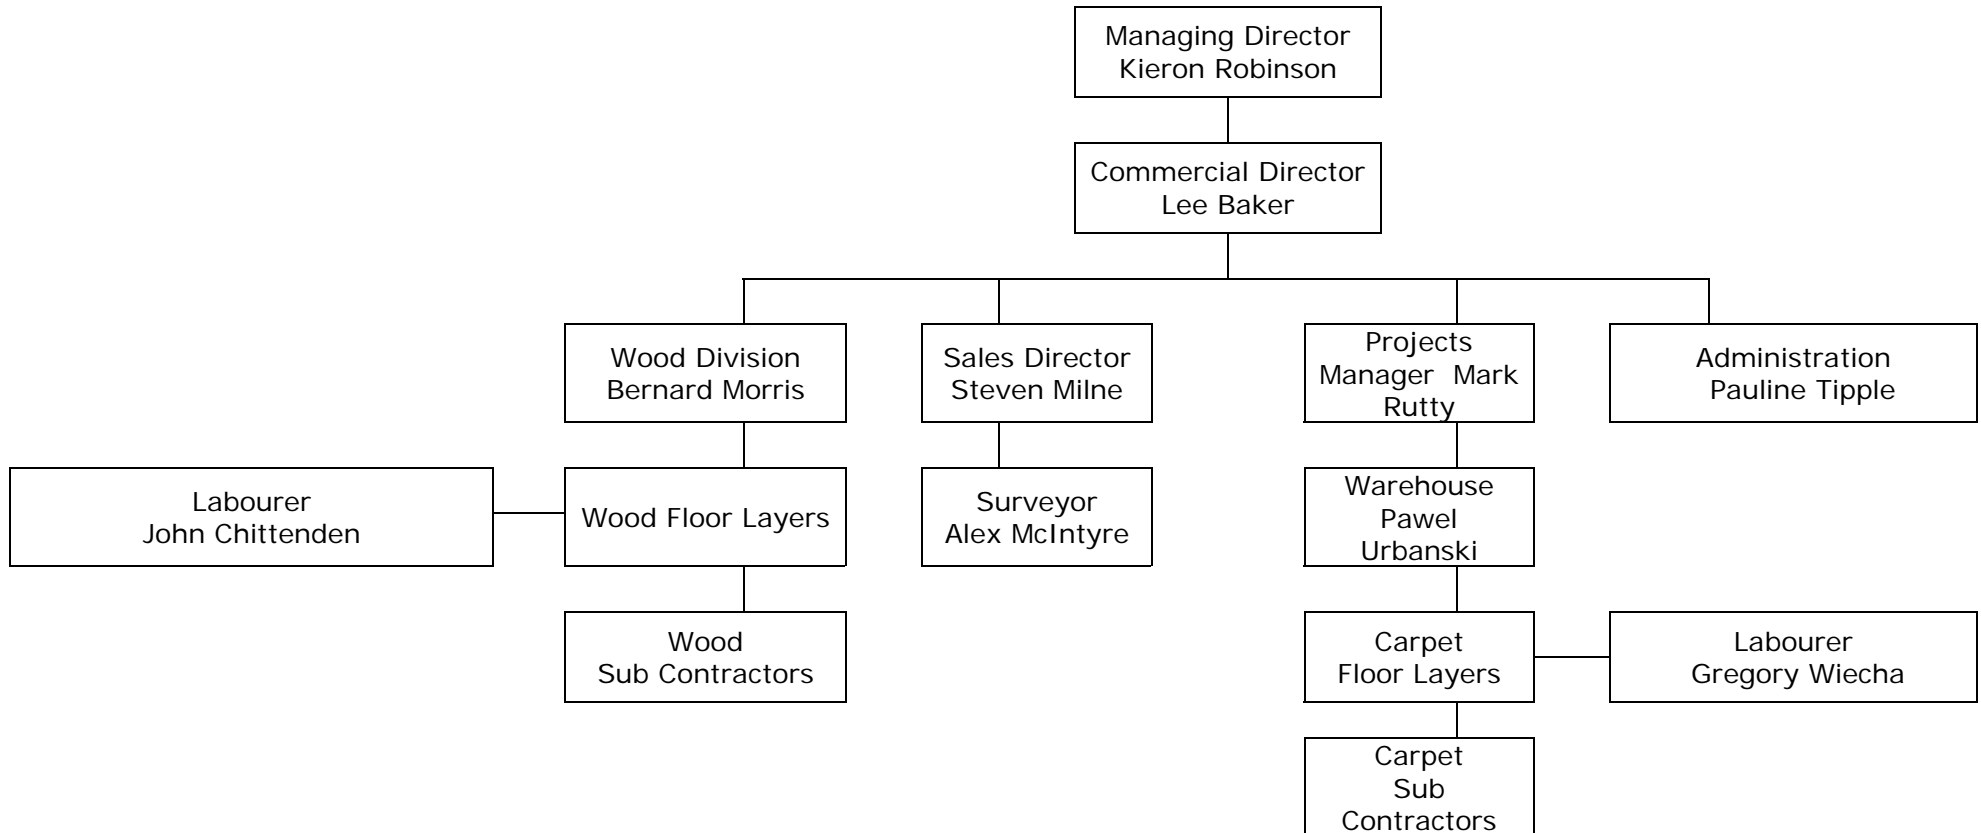 Managing Director
Kieron Robinson
Commercial Director
Lee Baker
Wood Division
Bernard Morris
Sales Director
Steven Milne
Projects
Manager Mark
Rutty
Administration
Pauline Tipple
Labourer
John Chittenden
Wood Floor Layers
Surveyor
Alex McIntyre
Warehouse
Pawel
Urbanski
Wood
Sub Contractors
Carpet
Floor Layers
Labourer
Gregory Wiecha
Carpet
Sub
Contractors